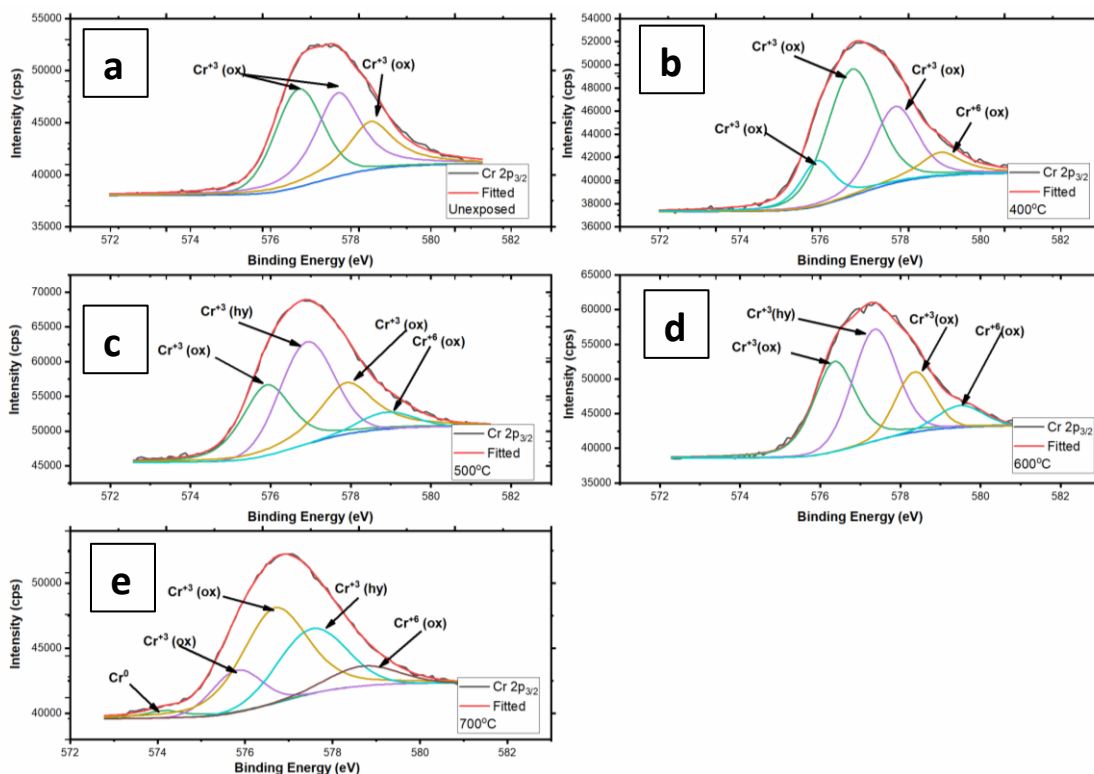 a
Intensity (cps)
55000
50000
45000
40000
35000
Cr+3 (ox)
Cr+3 (ox)
Cr 2p3/2
Fitted
Unexposed
572 574 576 578 580 582
Binding Energy (eV)
b
Intensity (cps)
54000
52000
50000
48000
46000
44000
42000
40000
38000
36000
Cr+3 (ox)
Cr+3 (ox)
Cr+3 (ox)
Cr+6 (ox)
Cr 2p3/2
Fitted
400°C
572 574 576 578 580 582
Binding Energy (eV)
c
Intensity (cps)
70000
65000
60000
55000
50000
45000
Cr+3 (hy)
Cr+3 (ox)
Cr+3 (ox)
Cr+6 (ox)
Cr 2p3/2
Fitted
500°C
572 574 576 578 580 582
Binding Energy (eV)
d
Intensity (cps)
65000
60000
55000
50000
45000
40000
35000
Cr+3(hy)
Cr+3(ox)
Cr+3(ox)
Cr+6(ox)
Cr 2p3/2
Fitted
600°C
572 574 576 578 580 582
Binding Energy (eV)
e
Intensity (cps)
50000
45000
40000
Cr+3 (ox)
Cr+3 (hy)
Cr+3 (ox)
Cr+6 (ox)
Cr0
Cr 2p3/2
Fitted
700°C
572 574 576 578 580 582
Binding Energy (eV)